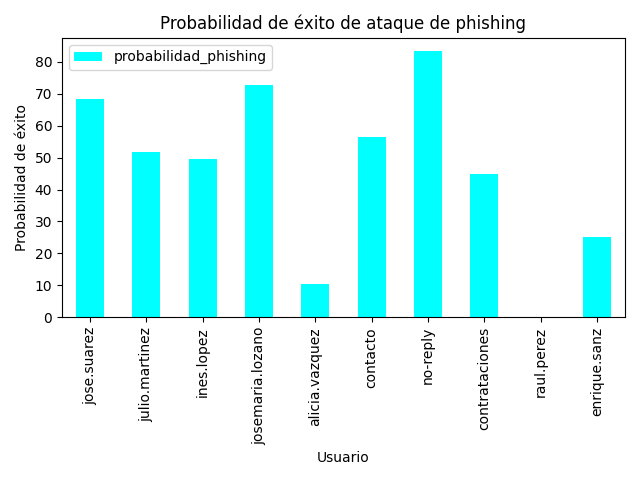 Probabilidad de éxito de ataque de phishing
probabilidad_phishing
Probabilidad de éxito
80
70
60
50
40
30
20
10
0
jose.suarez
julio.martinez
ines.lopez
josemaria.lozano
alicia.vazquez
contacto
no-reply
contrataciones
raul.perez
enrique.sanz
Usuario